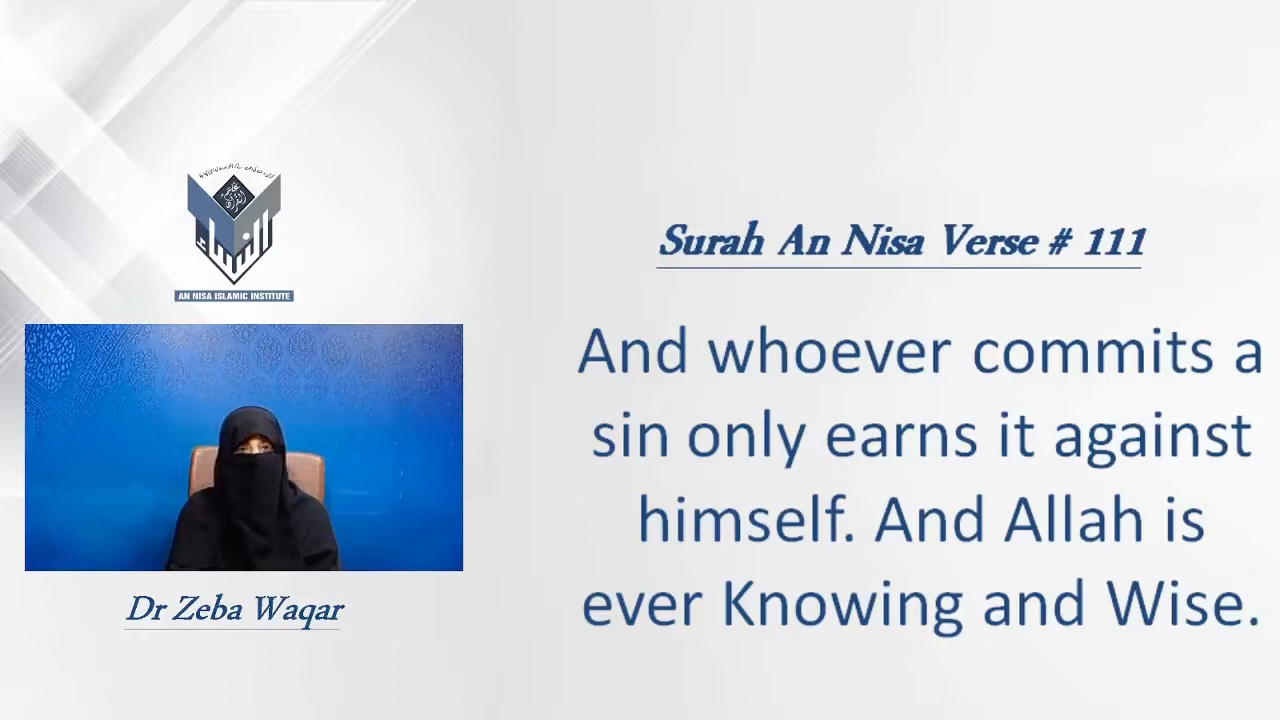 النساء
AN NISA ISLAMIC INSTITUTE
Dr Zeba Waqar
Surah An Nisa Verse # 111
And whoever commits a
sin only earns it against
himself. And Allah is
ever Knowing and Wise.